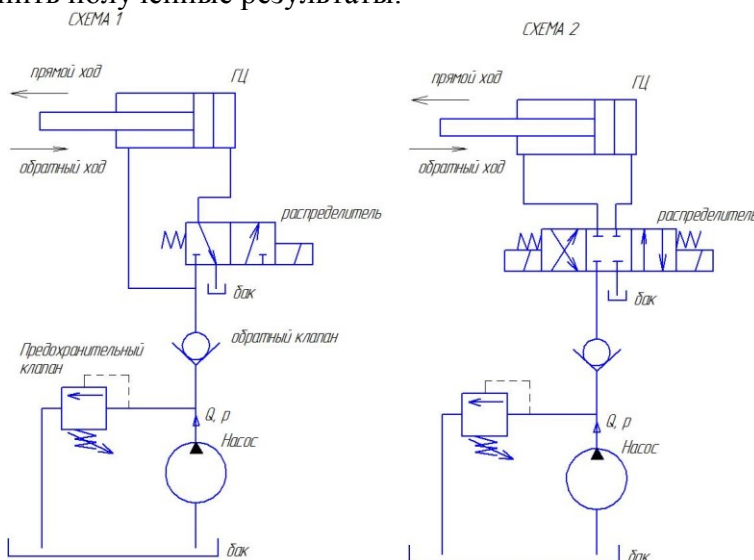 СХЕМА 1
прямой ход
ГЦ
обратный ход
распределитель
бак
обратный клапан
Предохранительный
клапан
Q, p
Насос
бак
СХЕМА 2
прямой ход
ГЦ
обратный ход
распределитель
бак
Q, p
Насос
бак